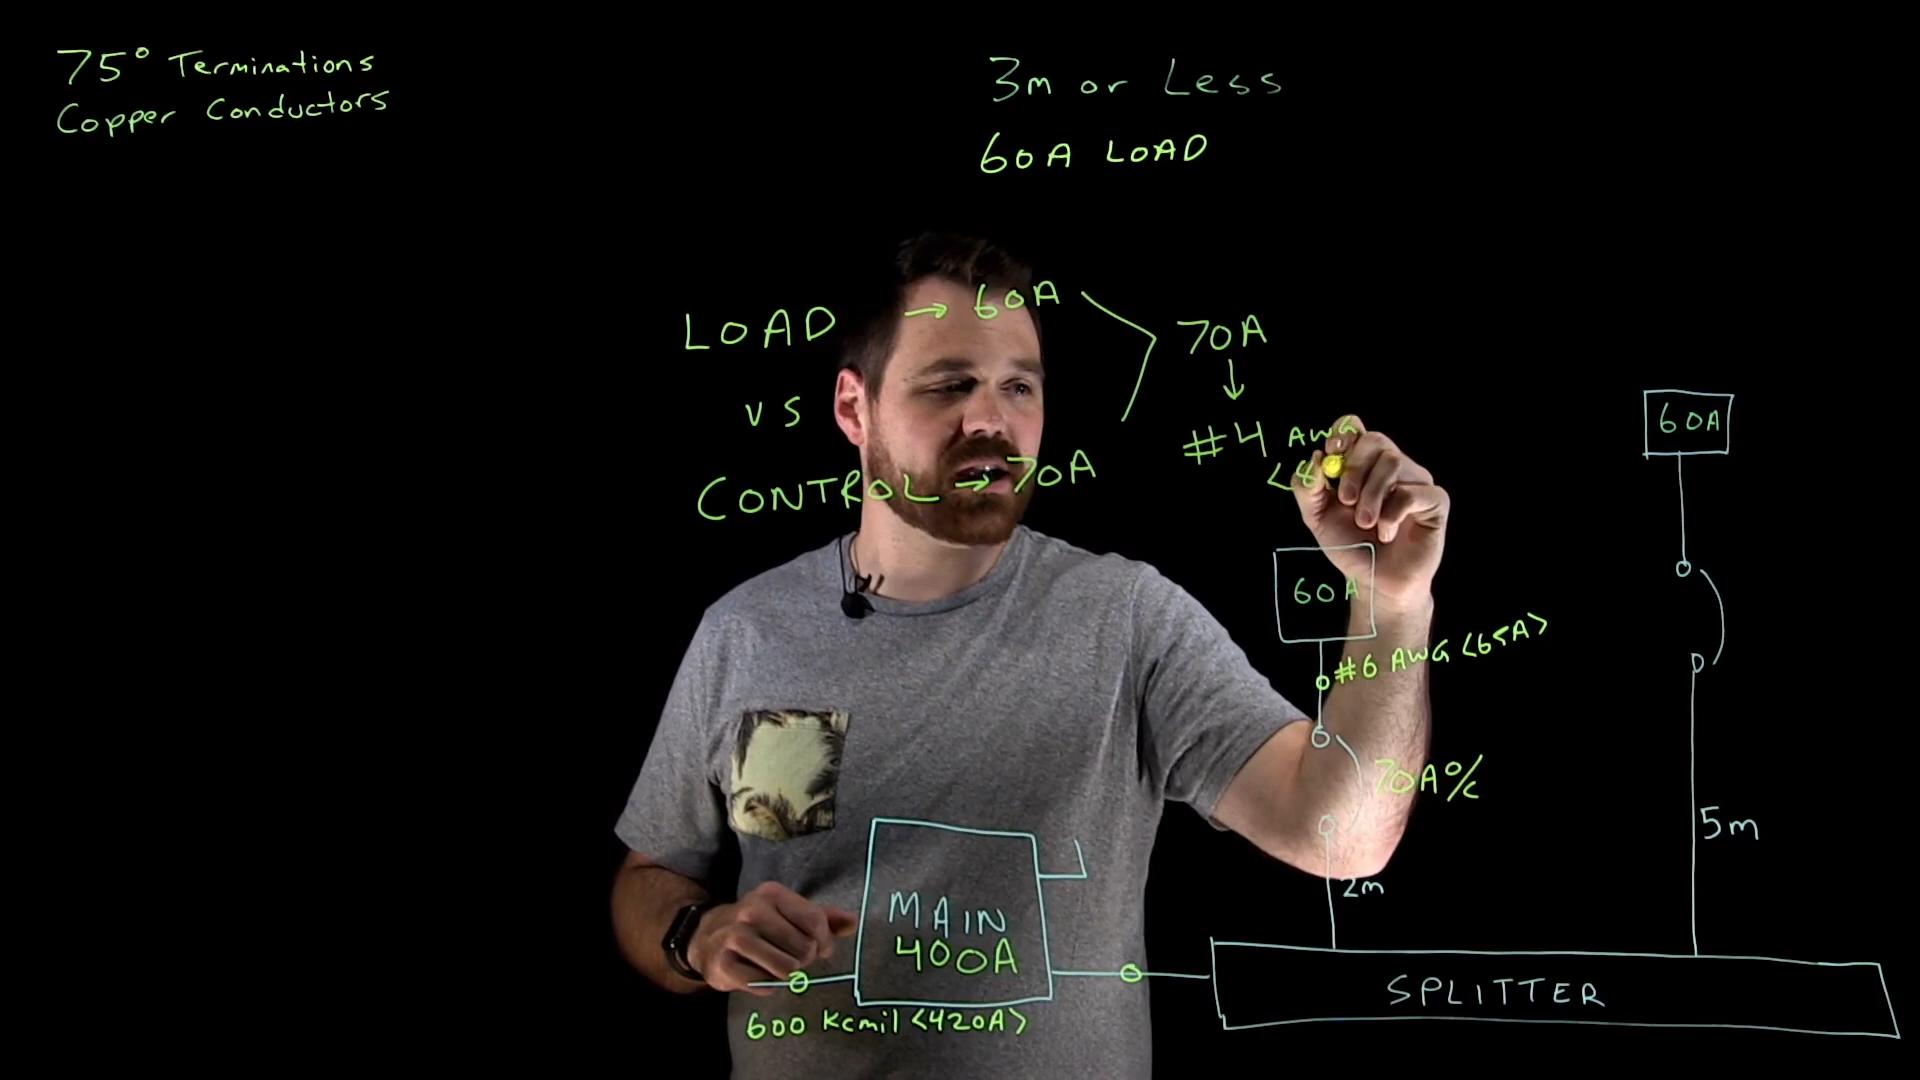 75° Terminations
Copper Conductors
3m or Less
60A LOAD
LOAD → 60A
vs
CONTROL → 70A
70A
↓
#4 AWG
<8
60A
#6 AWG <65A>
70A o/c
2m
60A
5m
MAIN
400A
600 Kcmil <420A>
SPLITTER